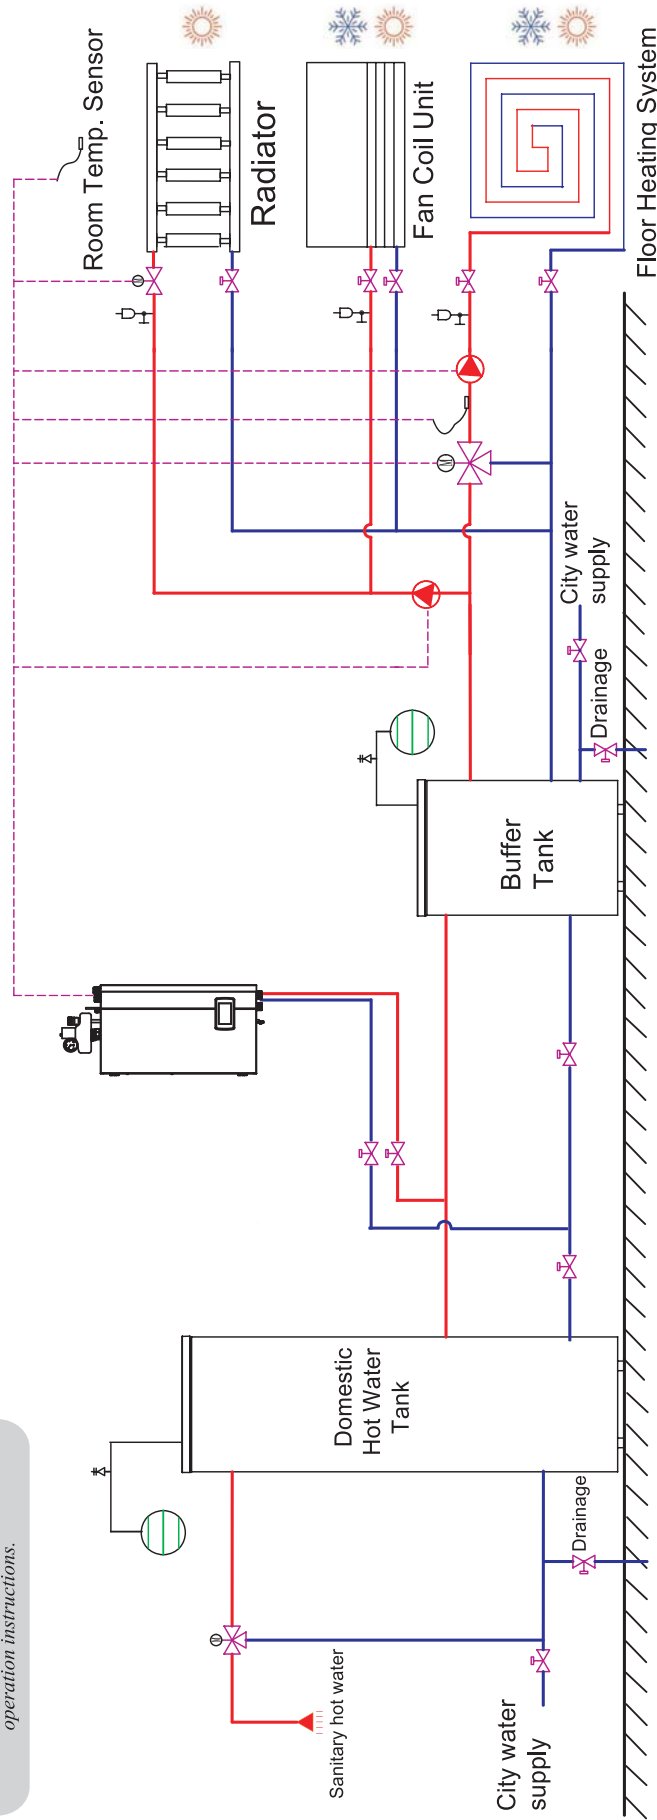 operation instructions.
City water
supply
Sanitary hot water
Drainage
Domestic
Hot Water
Tank
Buffer
Tank
Drainage
City water
supply
Room Temp. Sensor
Radiator
Fan Coil Unit
Floor Heating System